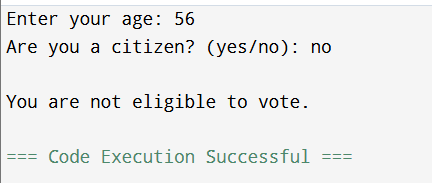 Enter your age: 56
Are you a citizen? (yes/no): no
You are not eligible to vote.
=== Code Execution Successful ===